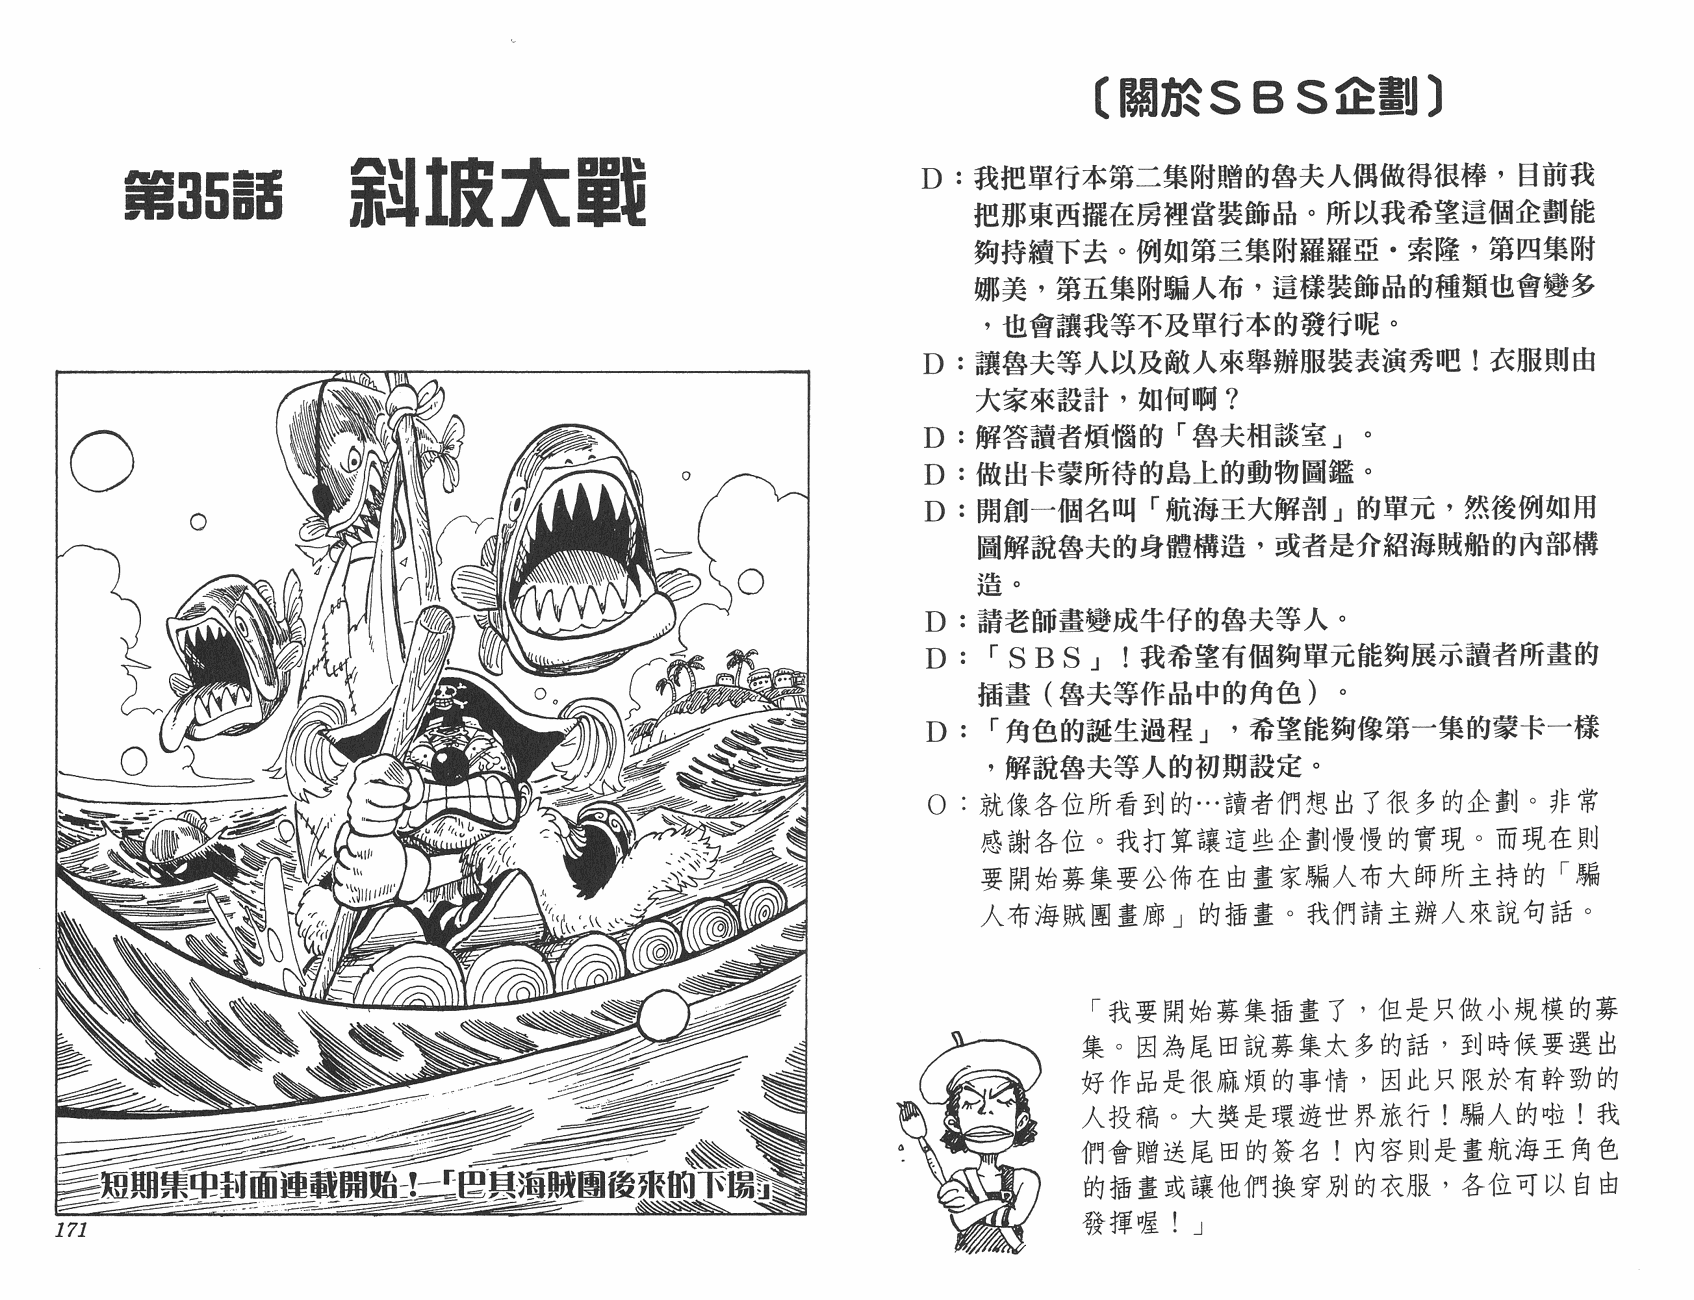 〔關於ＳＢＳ企劃〕
Ｄ：我把單行本第二集附贈的魯夫人偶做得很棒，目前我
把那東西擺在房裡當裝飾品。所以我希望這個企劃能
夠持續下去。例如第三集附羅羅亞・索隆，第四集附
娜美，第五集附騙人布，這樣裝飾品的種類也會變多
，也會讓我等不及單行本的發行呢。
Ｄ：讓魯夫等人以及敵人來舉辦服裝表演秀吧！衣服則由
大家來設計，如何啊？
Ｄ：解答讀者煩惱的「魯夫相談室」。
Ｄ：做出卡蒙所待的島上的動物圖鑑。
Ｄ：開創一個名叫「航海王大解剖」的單元，然後例如用
圖解說魯夫的身體構造，或者是介紹海賊船的內部構
造。
Ｄ：請老師畫變成牛仔的魯夫等人。
Ｄ：「ＳＢＳ」！我希望有個夠單元能夠展示讀者所畫的
插畫（魯夫等作品中的角色）。
Ｄ：「角色的誕生過程」，希望能夠像第一集的蒙卡一樣
，解說魯夫等人的初期設定。
Ｏ：就像各位所看到的…讀者們想出了很多的企劃。非常
感謝各位。我打算讓這些企劃慢慢的實現。而現在則
要開始募集要公佈在由畫家騙人布大師所主持的「騙
人布海賊團畫廊」的插畫。我們請主辦人來說句話。
「我要開始募集插畫了，但是只做小規模的募
集。因為尾田說募集太多的話，到時候要選出
好作品是很麻煩的事情，因此只限於有幹勁的
人投稿。大獎是環遊世界旅行！騙人的啦！我
們會贈送尾田的簽名！內容則是畫航海王角色
的插畫或讓他們換穿別的衣服，各位可以自由
發揮喔！」
第35話　斜坡大戰
短期集中封面連載開始！「巴其海賊團後來的下場」
171